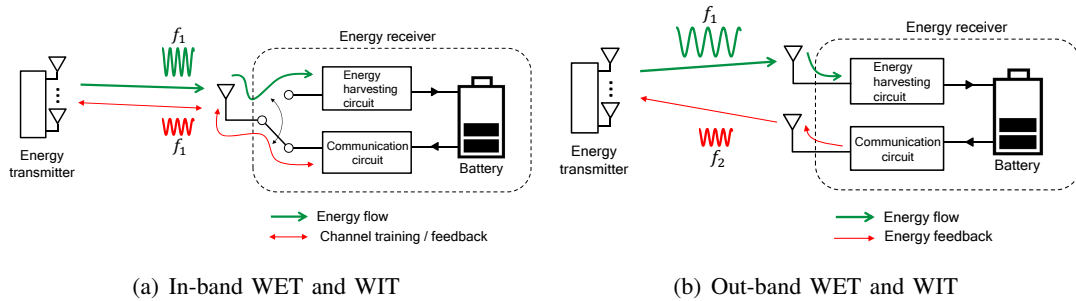 f₁
Energy receiver
Energy
harvesting
circuit
f₁
Communication
circuit
Energy
transmitter
Battery
Energy flow
Channel training / feedback
(a) In-band WET and WIT
f₁
Energy receiver
Energy
harvesting
circuit
Communication
circuit
f₂
Energy
transmitter
Battery
Energy flow
Energy feedback
(b) Out-band WET and WIT